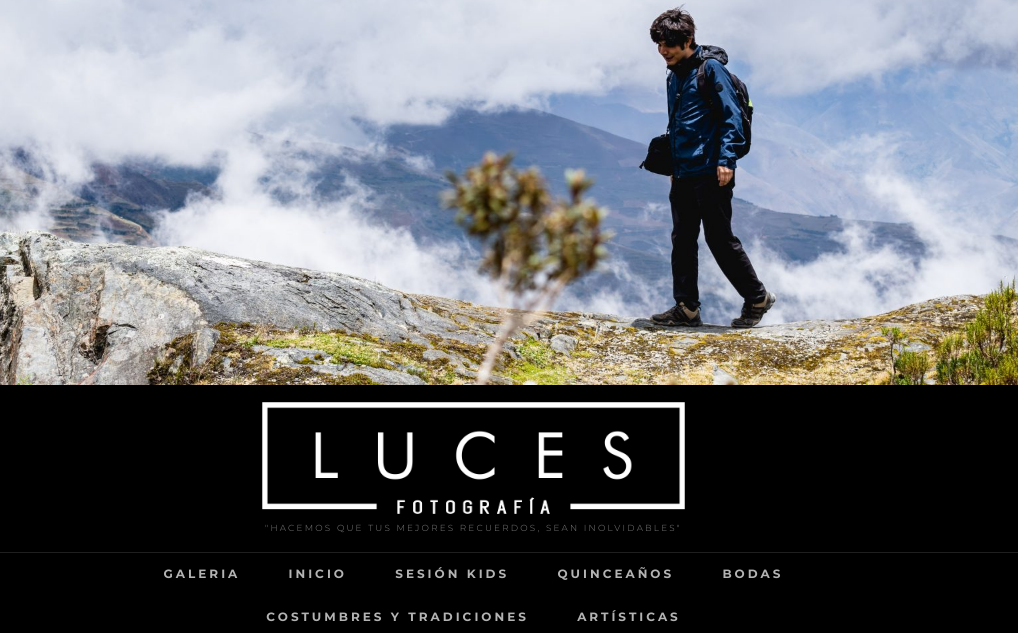 LUCES
FOTOGRAFÍA
"HACEMOS QUE TUS MEJORES RECUERDOS, SEAN INOLVIDABLES"
GALERIA INICIO SESIÓN KIDS QUINCEAÑOS BODAS
COSTUMBRES Y TRADICIONES ARTÍSTICAS